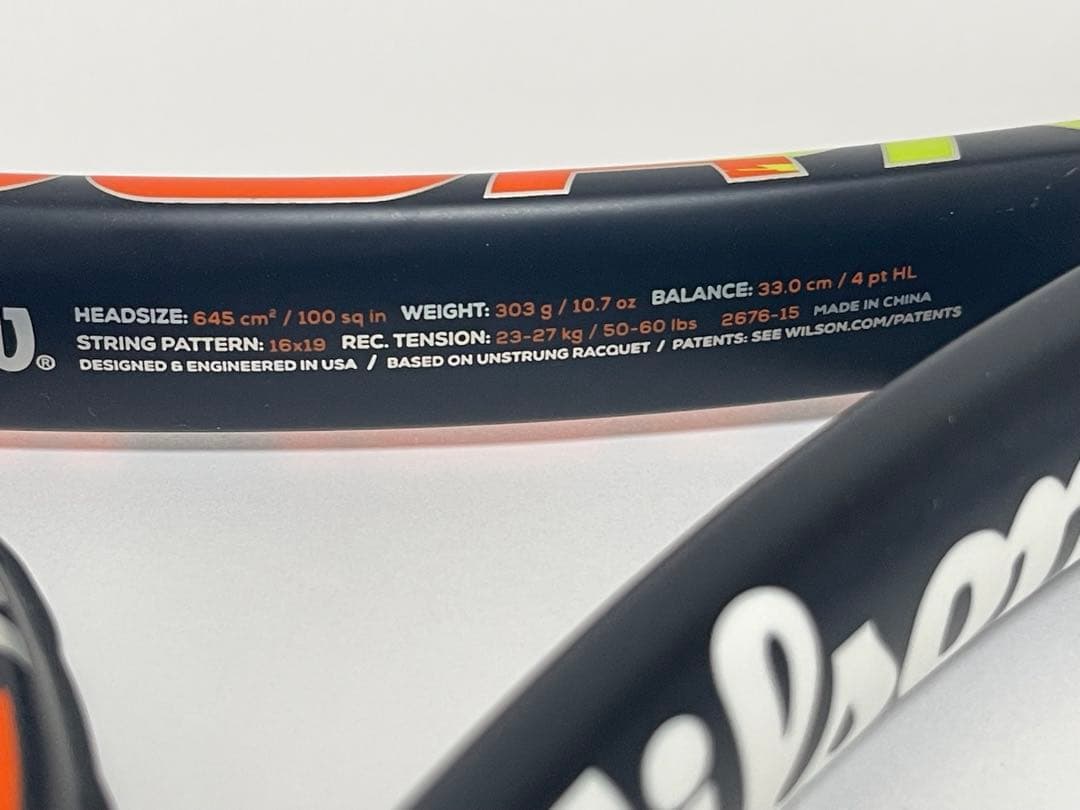 HEADSIZE: 645 cm² / 100 sq in WEIGHT: 303 g / 10.7 oz BALANCE: 33.0 cm / 4 pt HL
STRING PATTERN: 16x19 REC. TENSION: 23-27 kg / 50-60 lbs 2676-15 MADE IN CHINA
DESIGNED & ENGINEERED IN USA / BASED ON UNSTRUNG RACQUET / PATENTS: SEE WILSON.COM/PATENTS
®
Wilson